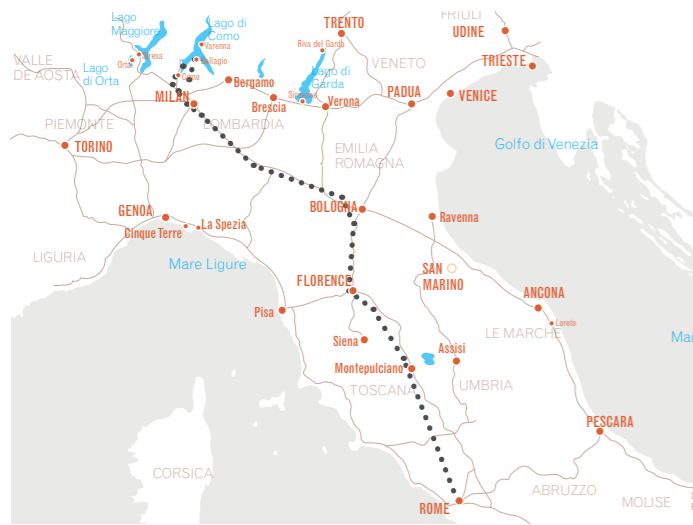 FRIULI
Lago
Maggiore
Lago di
Como
TRENTO
UDINE
Varenna
Riva del Garda
VALLE
DE AOSTA
Stresa
Orta
Bellagio
VENETO
TRIESTE
Lago
di Orta
Como
Lago di
Garda
Bergamo
PADUA
VENICE
MILAN
Brescia
Sirmione
Verona
PIEMONTE
LOMBARDIA
TORINO
EMILIA
ROMAGNA
Golfo di Venezia
GENOA
BOLOGNA
Ravenna
Cinque Terre
La Spezia
LIGURIA
Mare Ligure
SAN
MARINO
FLORENCE
ANCONA
Pisa
Loreto
LE MARCHE
Siena
Assisi
Montepulciano
TOSCANA
UMBRIA
PESCARA
CORSICA
ROME
ABRUZZO
MOLISE